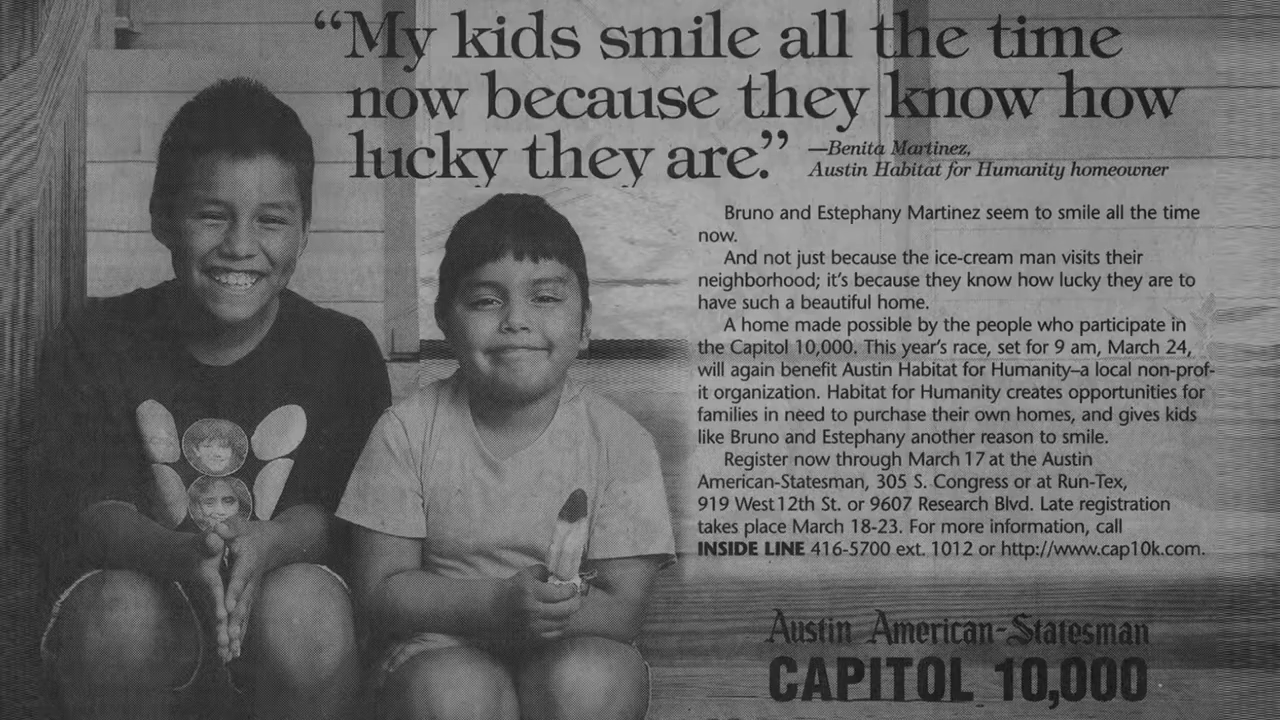 “My kids smile all the time
now because they know how
lucky they are.” —Benita Martinez,
Austin Habitat for Humanity homeowner
Bruno and Estephany Martinez seem to smile all the time
now.
And not just because the ice-cream man visits their
neighborhood; it’s because they know how lucky they are to
have such a beautiful home.
A home made possible by the people who participate in
the Capitol 10,000. This year’s race, set for 9 am, March 24,
will again benefit Austin Habitat for Humanity–a local non-prof-
it organization. Habitat for Humanity creates opportunities for
families in need to purchase their own homes, and gives kids
like Bruno and Estephany another reason to smile.
Register now through March 17 at the Austin
American-Statesman, 305 S. Congress or at Run-Tex,
919 West 12th St. or 9607 Research Blvd. Late registration
takes place March 18-23. For more information, call
INSIDE LINE 416-5700 ext. 1012 or http://www.cap10k.com.
Austin American-Statesman
CAPITOL 10,000